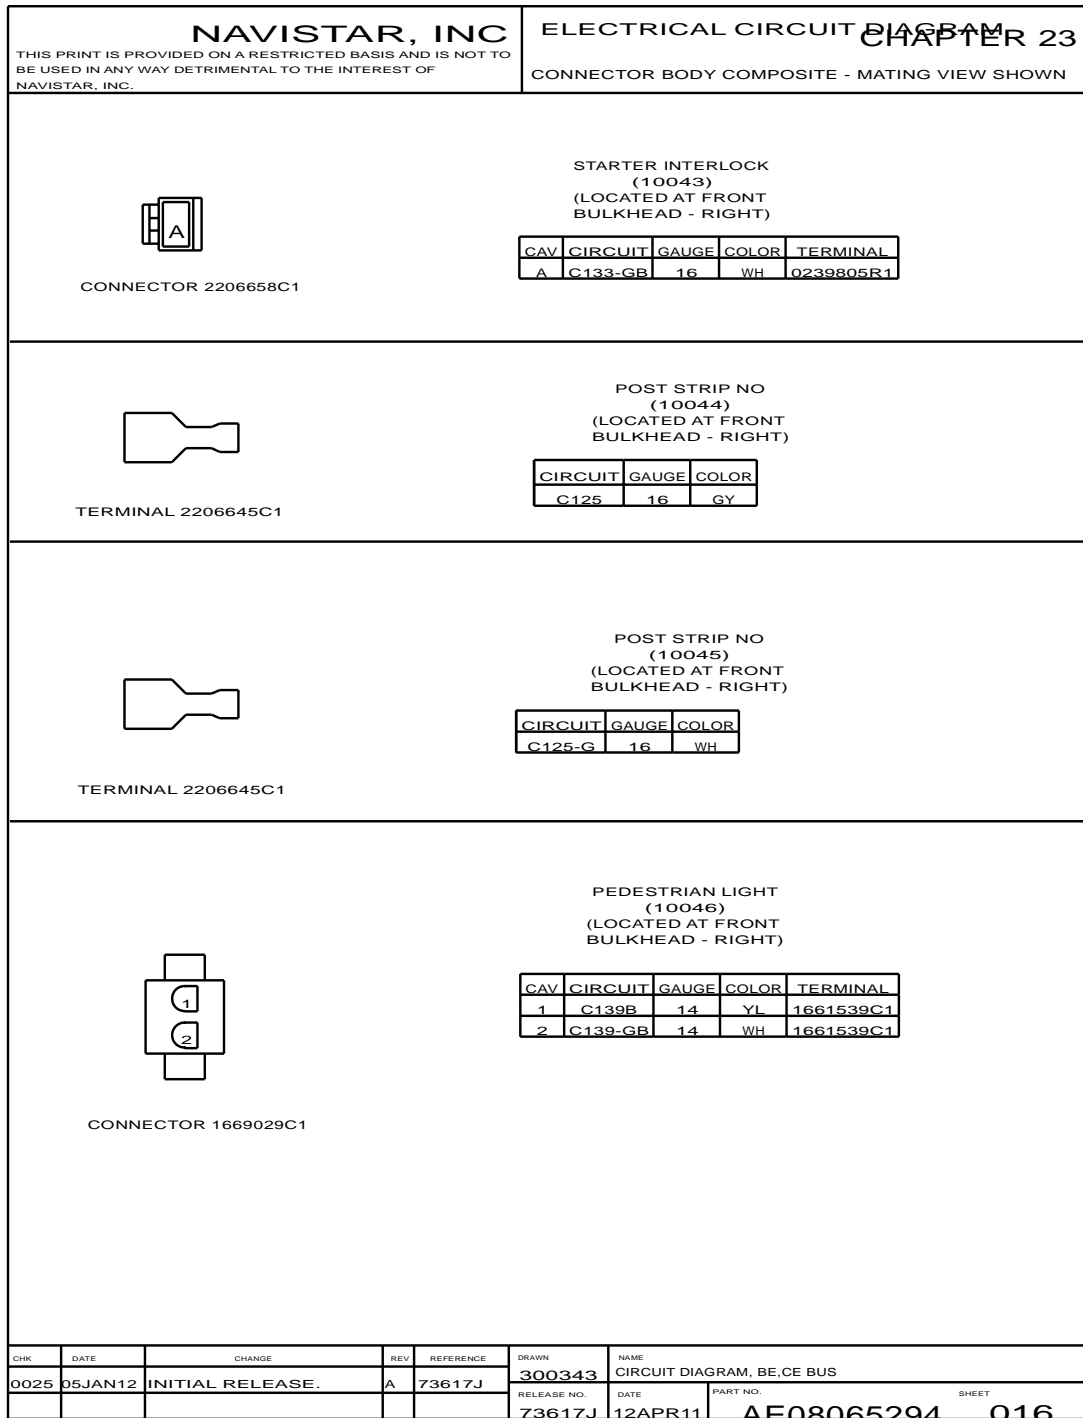 NAVISTAR, INC
THIS PRINT IS PROVIDED ON A RESTRICTED BASIS AND IS NOT TO
BE USED IN ANY WAY DETRIMENTAL TO THE INTEREST OF
NAVISTAR, INC.
ELECTRICAL CIRCUIT DIAGRAM
CHAPTER 23
CONNECTOR BODY COMPOSITE - MATING VIEW SHOWN
A
CONNECTOR 2206658C1
STARTER INTERLOCK
(10043)
(LOCATED AT FRONT
BULKHEAD - RIGHT)
CAV CIRCUIT GAUGE COLOR TERMINAL
A C133-GB 16 WH 0239805R1
TERMINAL 2206645C1
POST STRIP NO
(10044)
(LOCATED AT FRONT
BULKHEAD - RIGHT)
CIRCUIT GAUGE COLOR
C125 16 GY
TERMINAL 2206645C1
POST STRIP NO
(10045)
(LOCATED AT FRONT
BULKHEAD - RIGHT)
CIRCUIT GAUGE COLOR
C125-G 16 WH
1
2
CONNECTOR 1669029C1
PEDESTRIAN LIGHT
(10046)
(LOCATED AT FRONT
BULKHEAD - RIGHT)
CAV CIRCUIT GAUGE COLOR TERMINAL
1 C139B 14 YL 1661539C1
2 C139-GB 14 WH 1661539C1
CHK DATE CHANGE REV REFERENCE
0025 05JAN12 INITIAL RELEASE. A 73617J
DRAWN NAME
300343 CIRCUIT DIAGRAM, BE,CE BUS
RELEASE NO. DATE PART NO. SHEET
73617J 12APR11 AE08065294 016